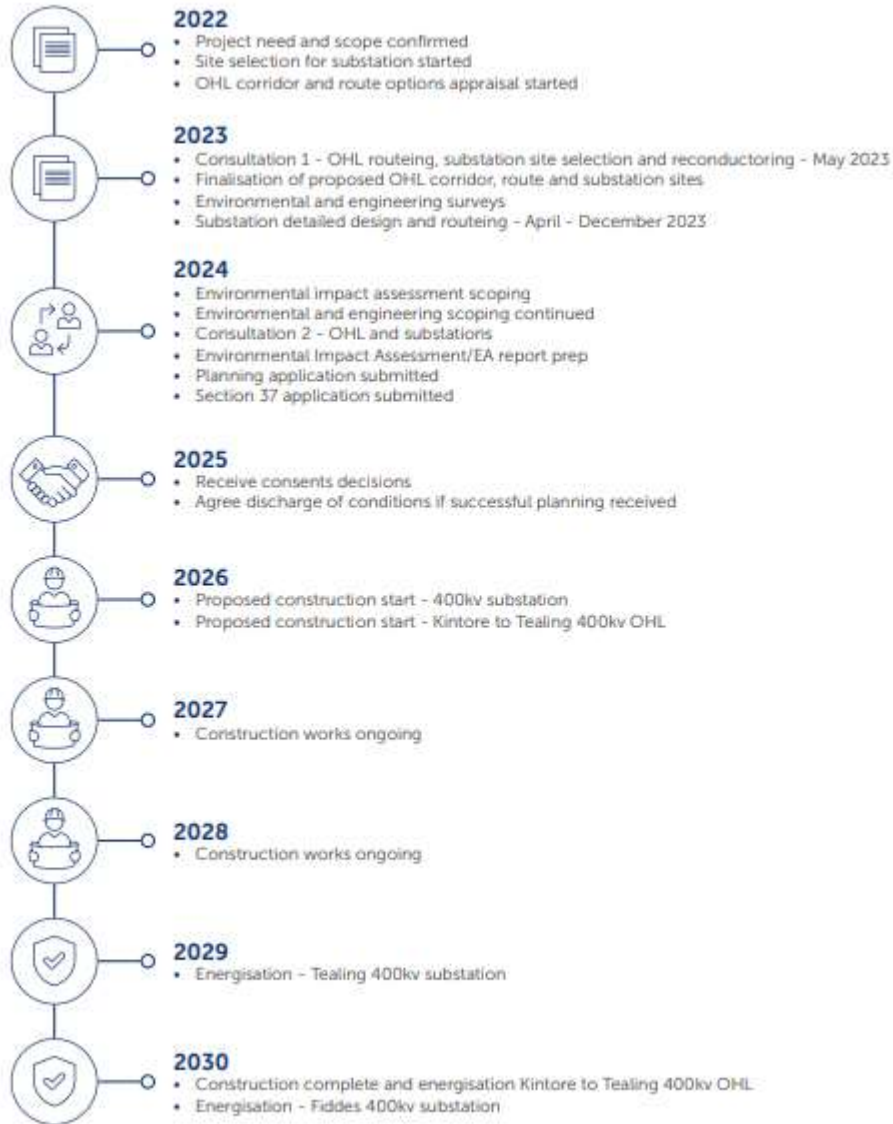 2022
• Project need and scope confirmed
• Site selection for substation started
• OHL corridor and route options appraisal started
2023
• Consultation 1 - OHL routeing, substation site selection and reconductoring - May 2023
• Finalisation of proposed OHL corridor, route and substation sites
• Environmental and engineering surveys
• Substation detailed design and routeing - April - December 2023
2024
• Environmental impact assessment scoping
• Environmental and engineering scoping continued
• Consultation 2 - OHL and substations
• Environmental Impact Assessment/EA report prep
• Planning application submitted
• Section 37 application submitted
2025
• Receive consents decisions
• Agree discharge of conditions if successful planning received
2026
• Proposed construction start - 400kv substation
• Proposed construction start - Kintore to Tealing 400kv OHL
2027
• Construction works ongoing
2028
• Construction works ongoing
2029
• Energisation - Tealing 400kv substation
2030
• Construction complete and energisation Kintore to Tealing 400kv OHL
• Energisation - Fiddes 400kv substation